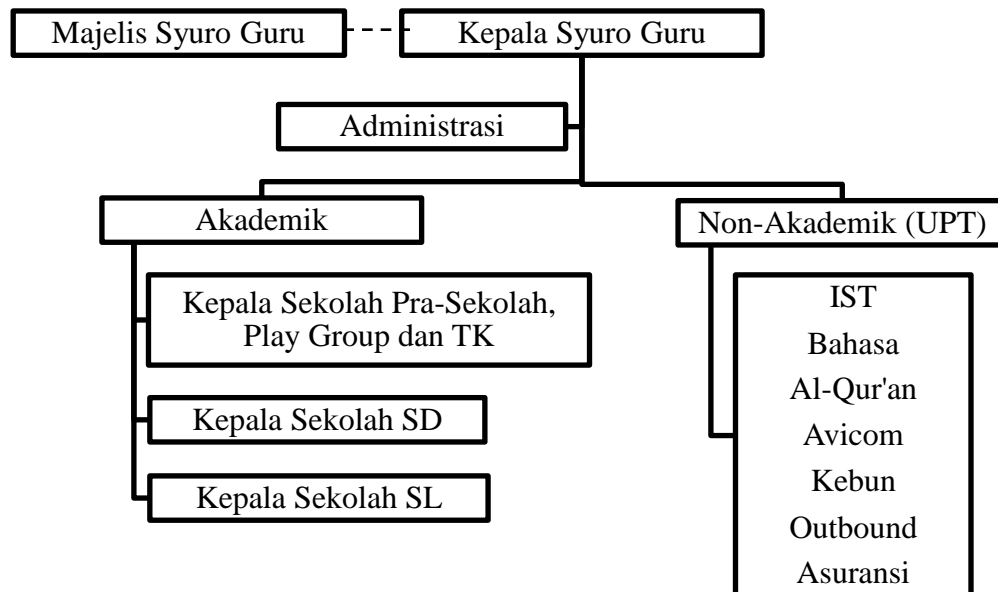 Majelis Syuro Guru
Kepala Syuro Guru
Administrasi
Akademik
Non-Akademik (UPT)
Kepala Sekolah Pra-Sekolah,
Play Group dan TK
Kepala Sekolah SD
Kepala Sekolah SL
IST
Bahasa
Al-Qur'an
Avicom
Kebun
Outbound
Asuransi